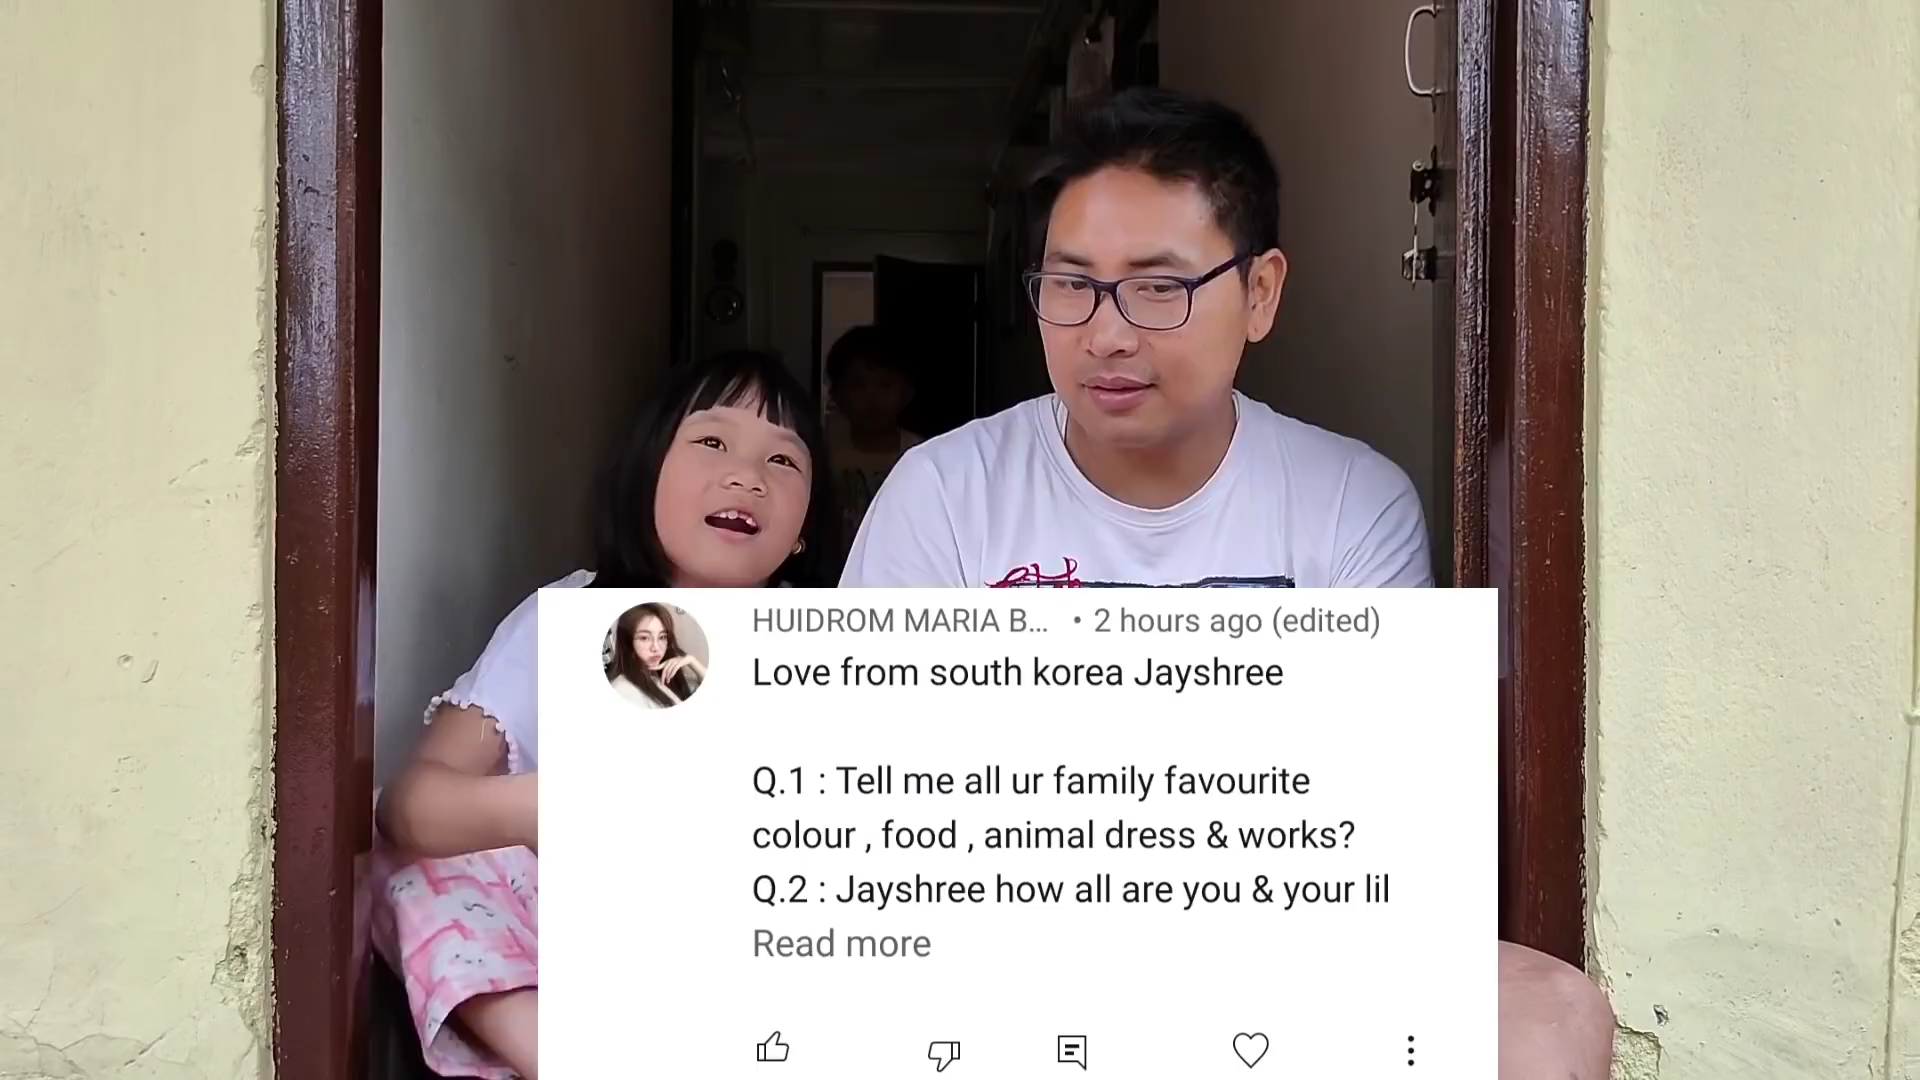 HUIDROM MARIA B... • 2 hours ago (edited)
Love from south korea Jayshree
Q.1 : Tell me all ur family favourite
colour , food , animal dress & works?
Q.2 : Jayshree how all are you & your lil
Read more